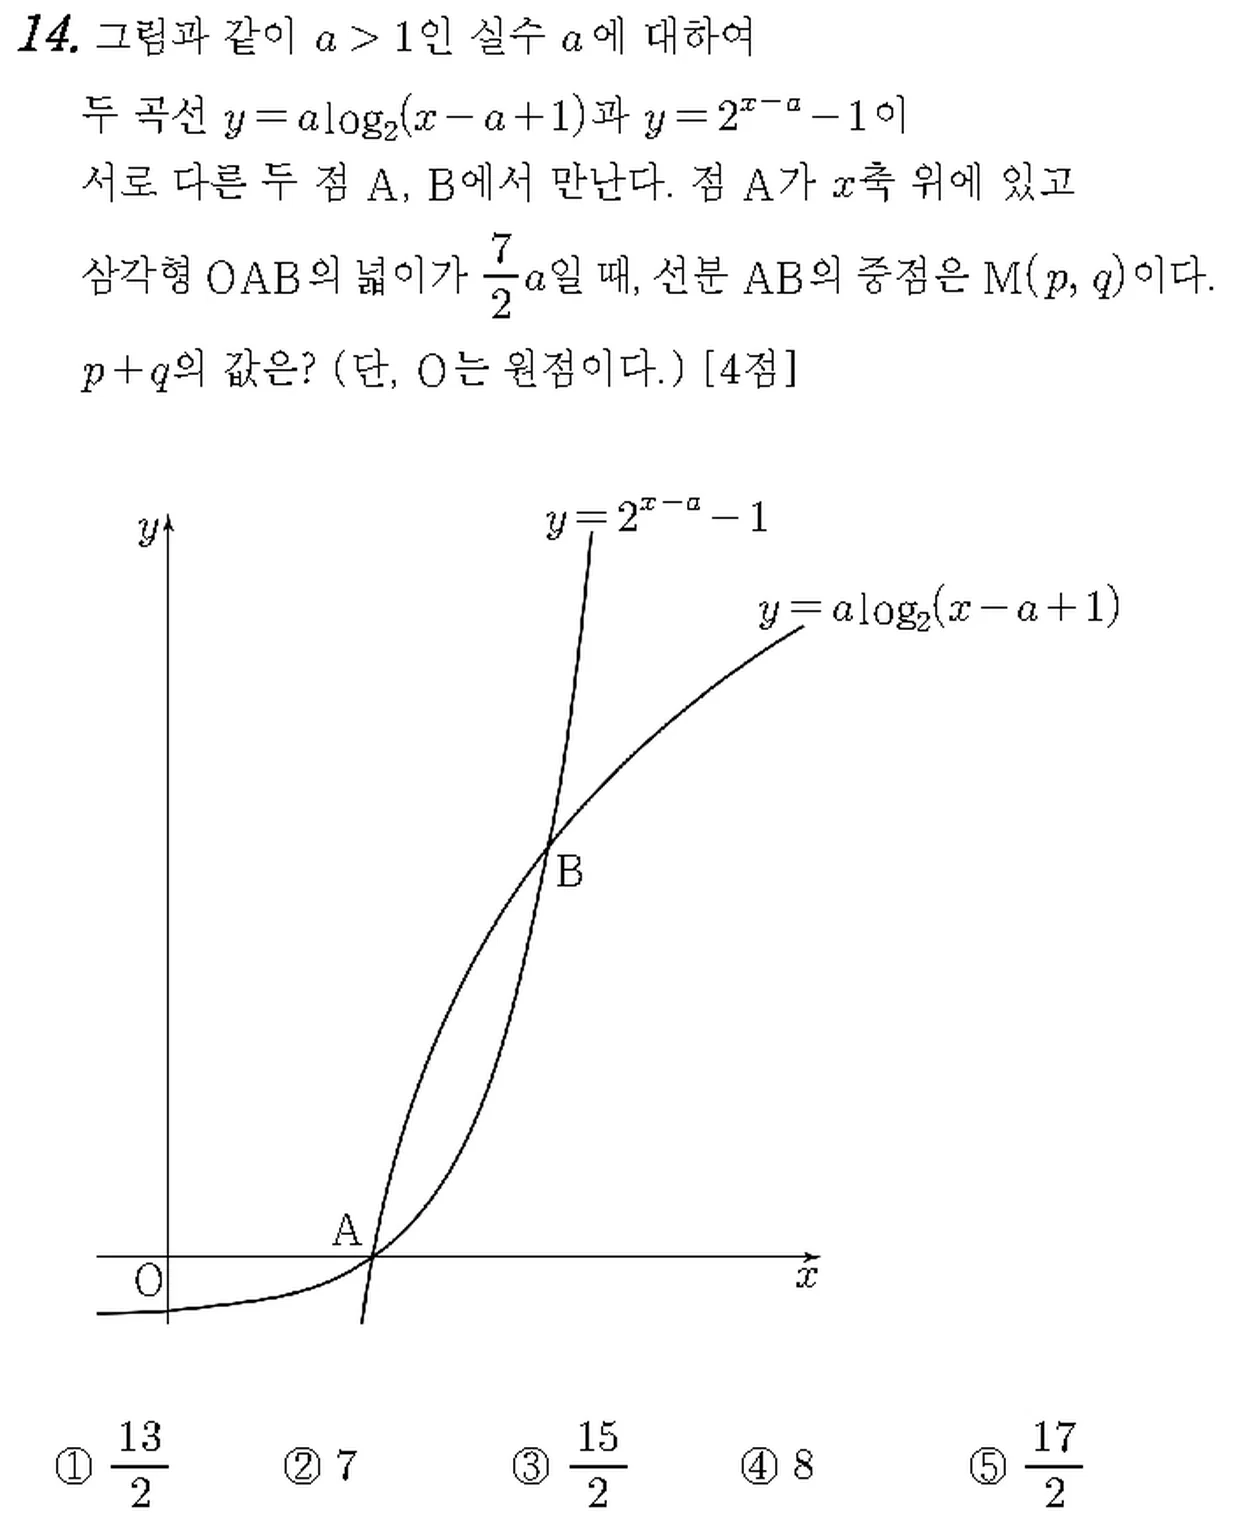 14. 그림과 같이 a > 1인 실수 a에 대하여
두 곡선 y = alog₂(x − a + 1)과 y = 2ˣ⁻ᵃ − 1이
서로 다른 두 점 A, B에서 만난다. 점 A가 x축 위에 있고
삼각형 OAB의 넓이가 7/2 a일 때, 선분 AB의 중점은 M(p, q)이다.
p + q의 값은? (단, O는 원점이다.) [4점]
y = 2ˣ⁻ᵃ − 1
y
y = alog₂(x − a + 1)
B
A
O
x
① 13/2 ② 7 ③ 15/2 ④ 8 ⑤ 17/2